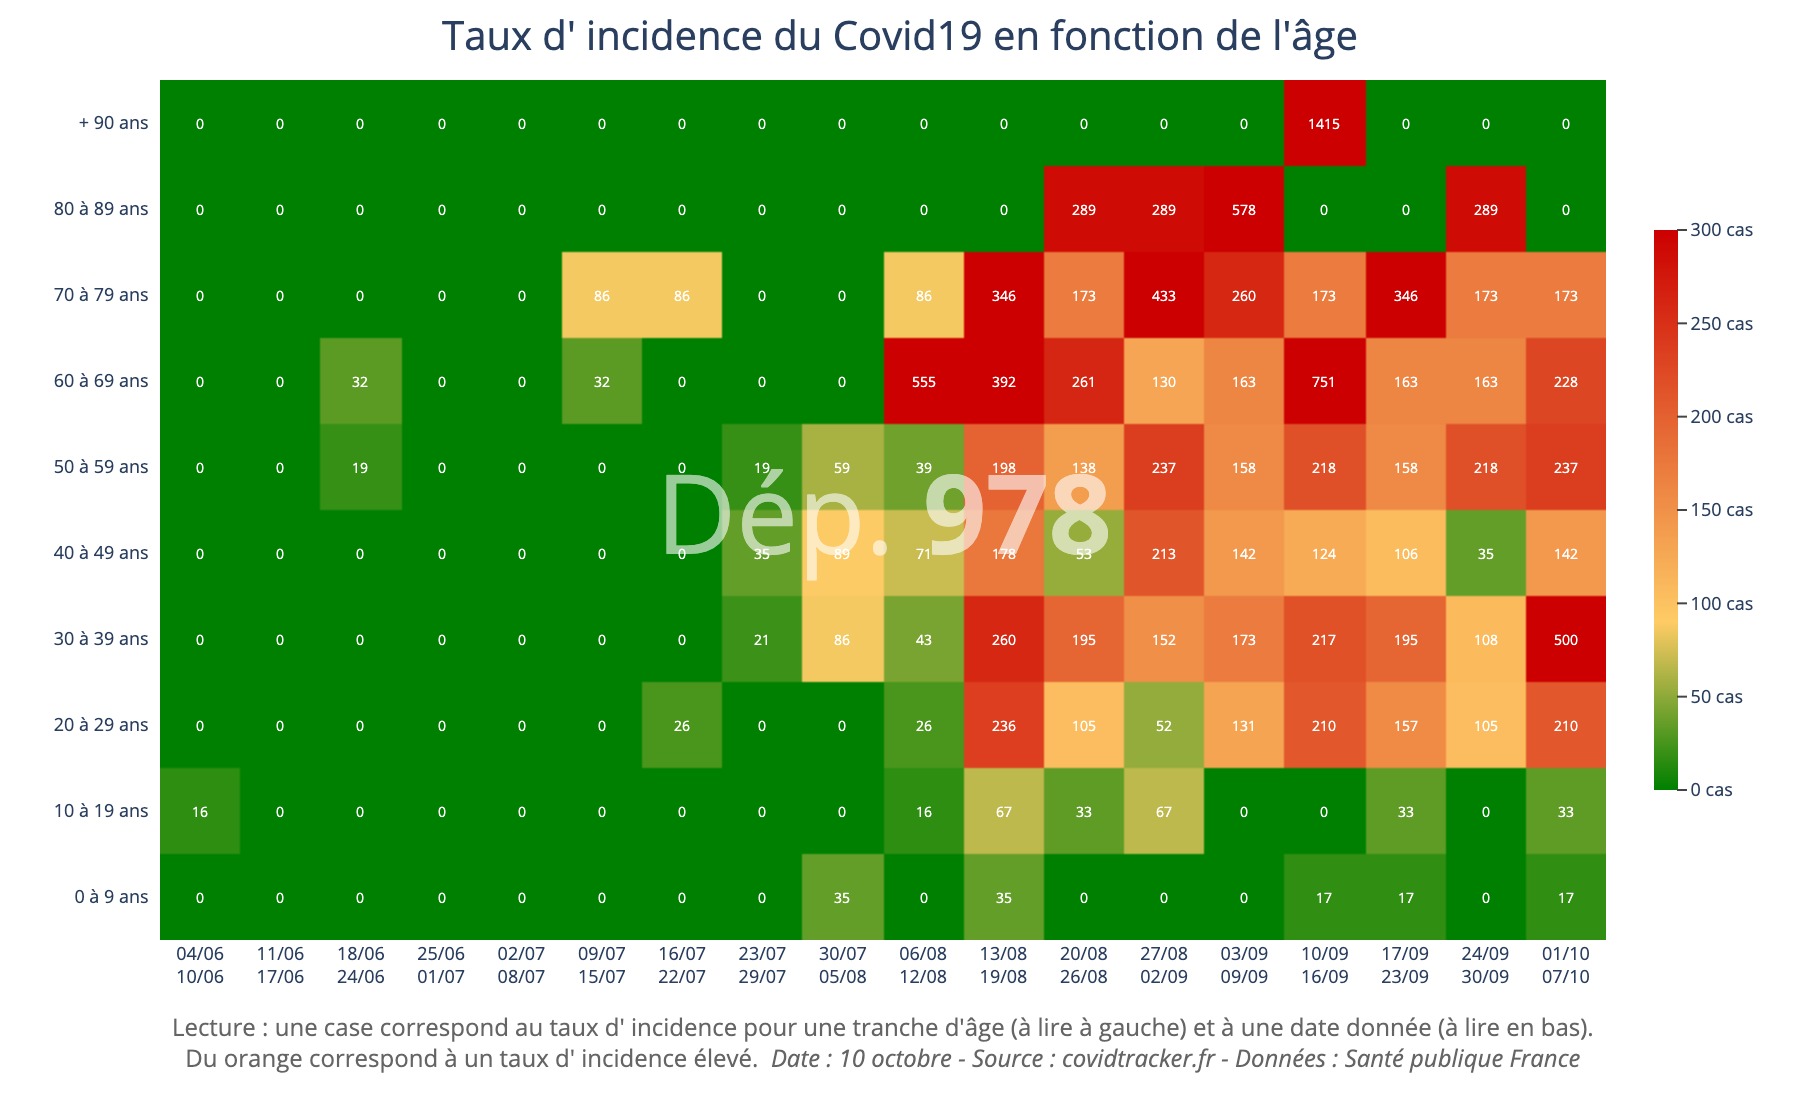 Taux d' incidence du Covid19 en fonction de l'âge
+ 90 ans 0 0 0 0 0 0 0 0 0 0 0 0 0 0 1415 0 0 0
80 à 89 ans 0 0 0 0 0 0 0 0 0 0 0 289 289 578 0 0 289 0
70 à 79 ans 0 0 0 0 0 86 86 0 0 86 346 173 433 260 173 346 173 173
60 à 69 ans 0 0 32 0 0 32 0 0 0 555 392 261 130 163 751 163 163 228
50 à 59 ans 0 0 19 0 0 0 0 19 59 39 198 138 237 158 218 158 218 237
Dép. 978
40 à 49 ans 0 0 0 0 0 0 0 35 89 71 178 53 213 142 124 106 35 142
30 à 39 ans 0 0 0 0 0 0 0 21 86 43 260 195 152 173 217 195 108 500
20 à 29 ans 0 0 0 0 0 0 26 0 0 26 236 105 52 131 210 157 105 210
10 à 19 ans 16 0 0 0 0 0 0 0 0 16 67 33 67 0 0 33 0 33
0 à 9 ans 0 0 0 0 0 0 0 0 35 0 35 0 0 0 17 17 0 17
04/06 11/06 18/06 25/06 02/07 09/07 16/07 23/07 30/07 06/08 13/08 20/08 27/08 03/09 10/09 17/09 24/09 01/10
10/06 17/06 24/06 01/07 08/07 15/07 22/07 29/07 05/08 12/08 19/08 26/08 02/09 09/09 16/09 23/09 30/09 07/10
300 cas
250 cas
200 cas
150 cas
100 cas
50 cas
0 cas
Lecture : une case correspond au taux d' incidence pour une tranche d'âge (à lire à gauche) et à une date donnée (à lire en bas).
Du orange correspond à un taux d' incidence élevé. Date : 10 octobre - Source : covidtracker.fr - Données : Santé publique France